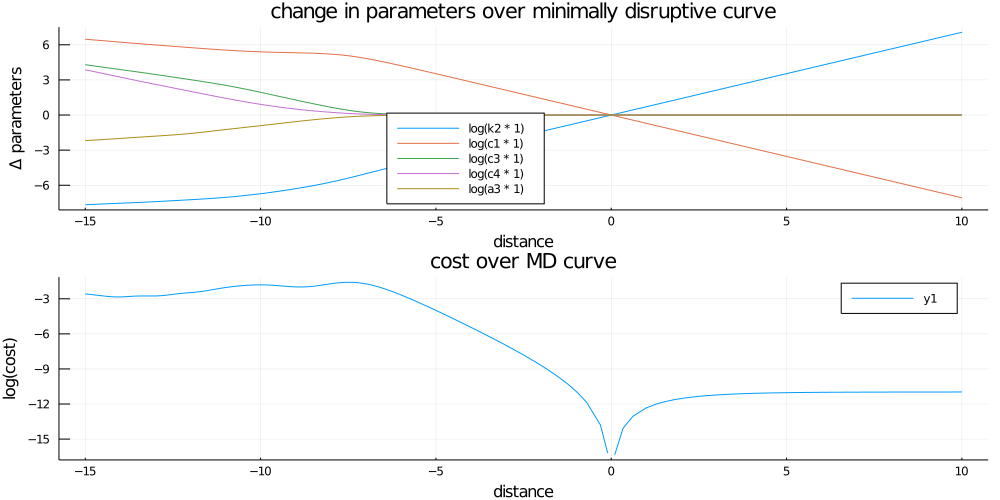 change in parameters over minimally disruptive curve
Δ parameters
6
3
0
−3
−6
log(k2 * 1)
log(c1 * 1)
log(c3 * 1)
log(c4 * 1)
log(a3 * 1)
−15 −10 −5 0 5 10
distance
cost over MD curve
log(cost)
−3
−6
−9
−12
−15
y1
−15 −10 −5 0 5 10
distance